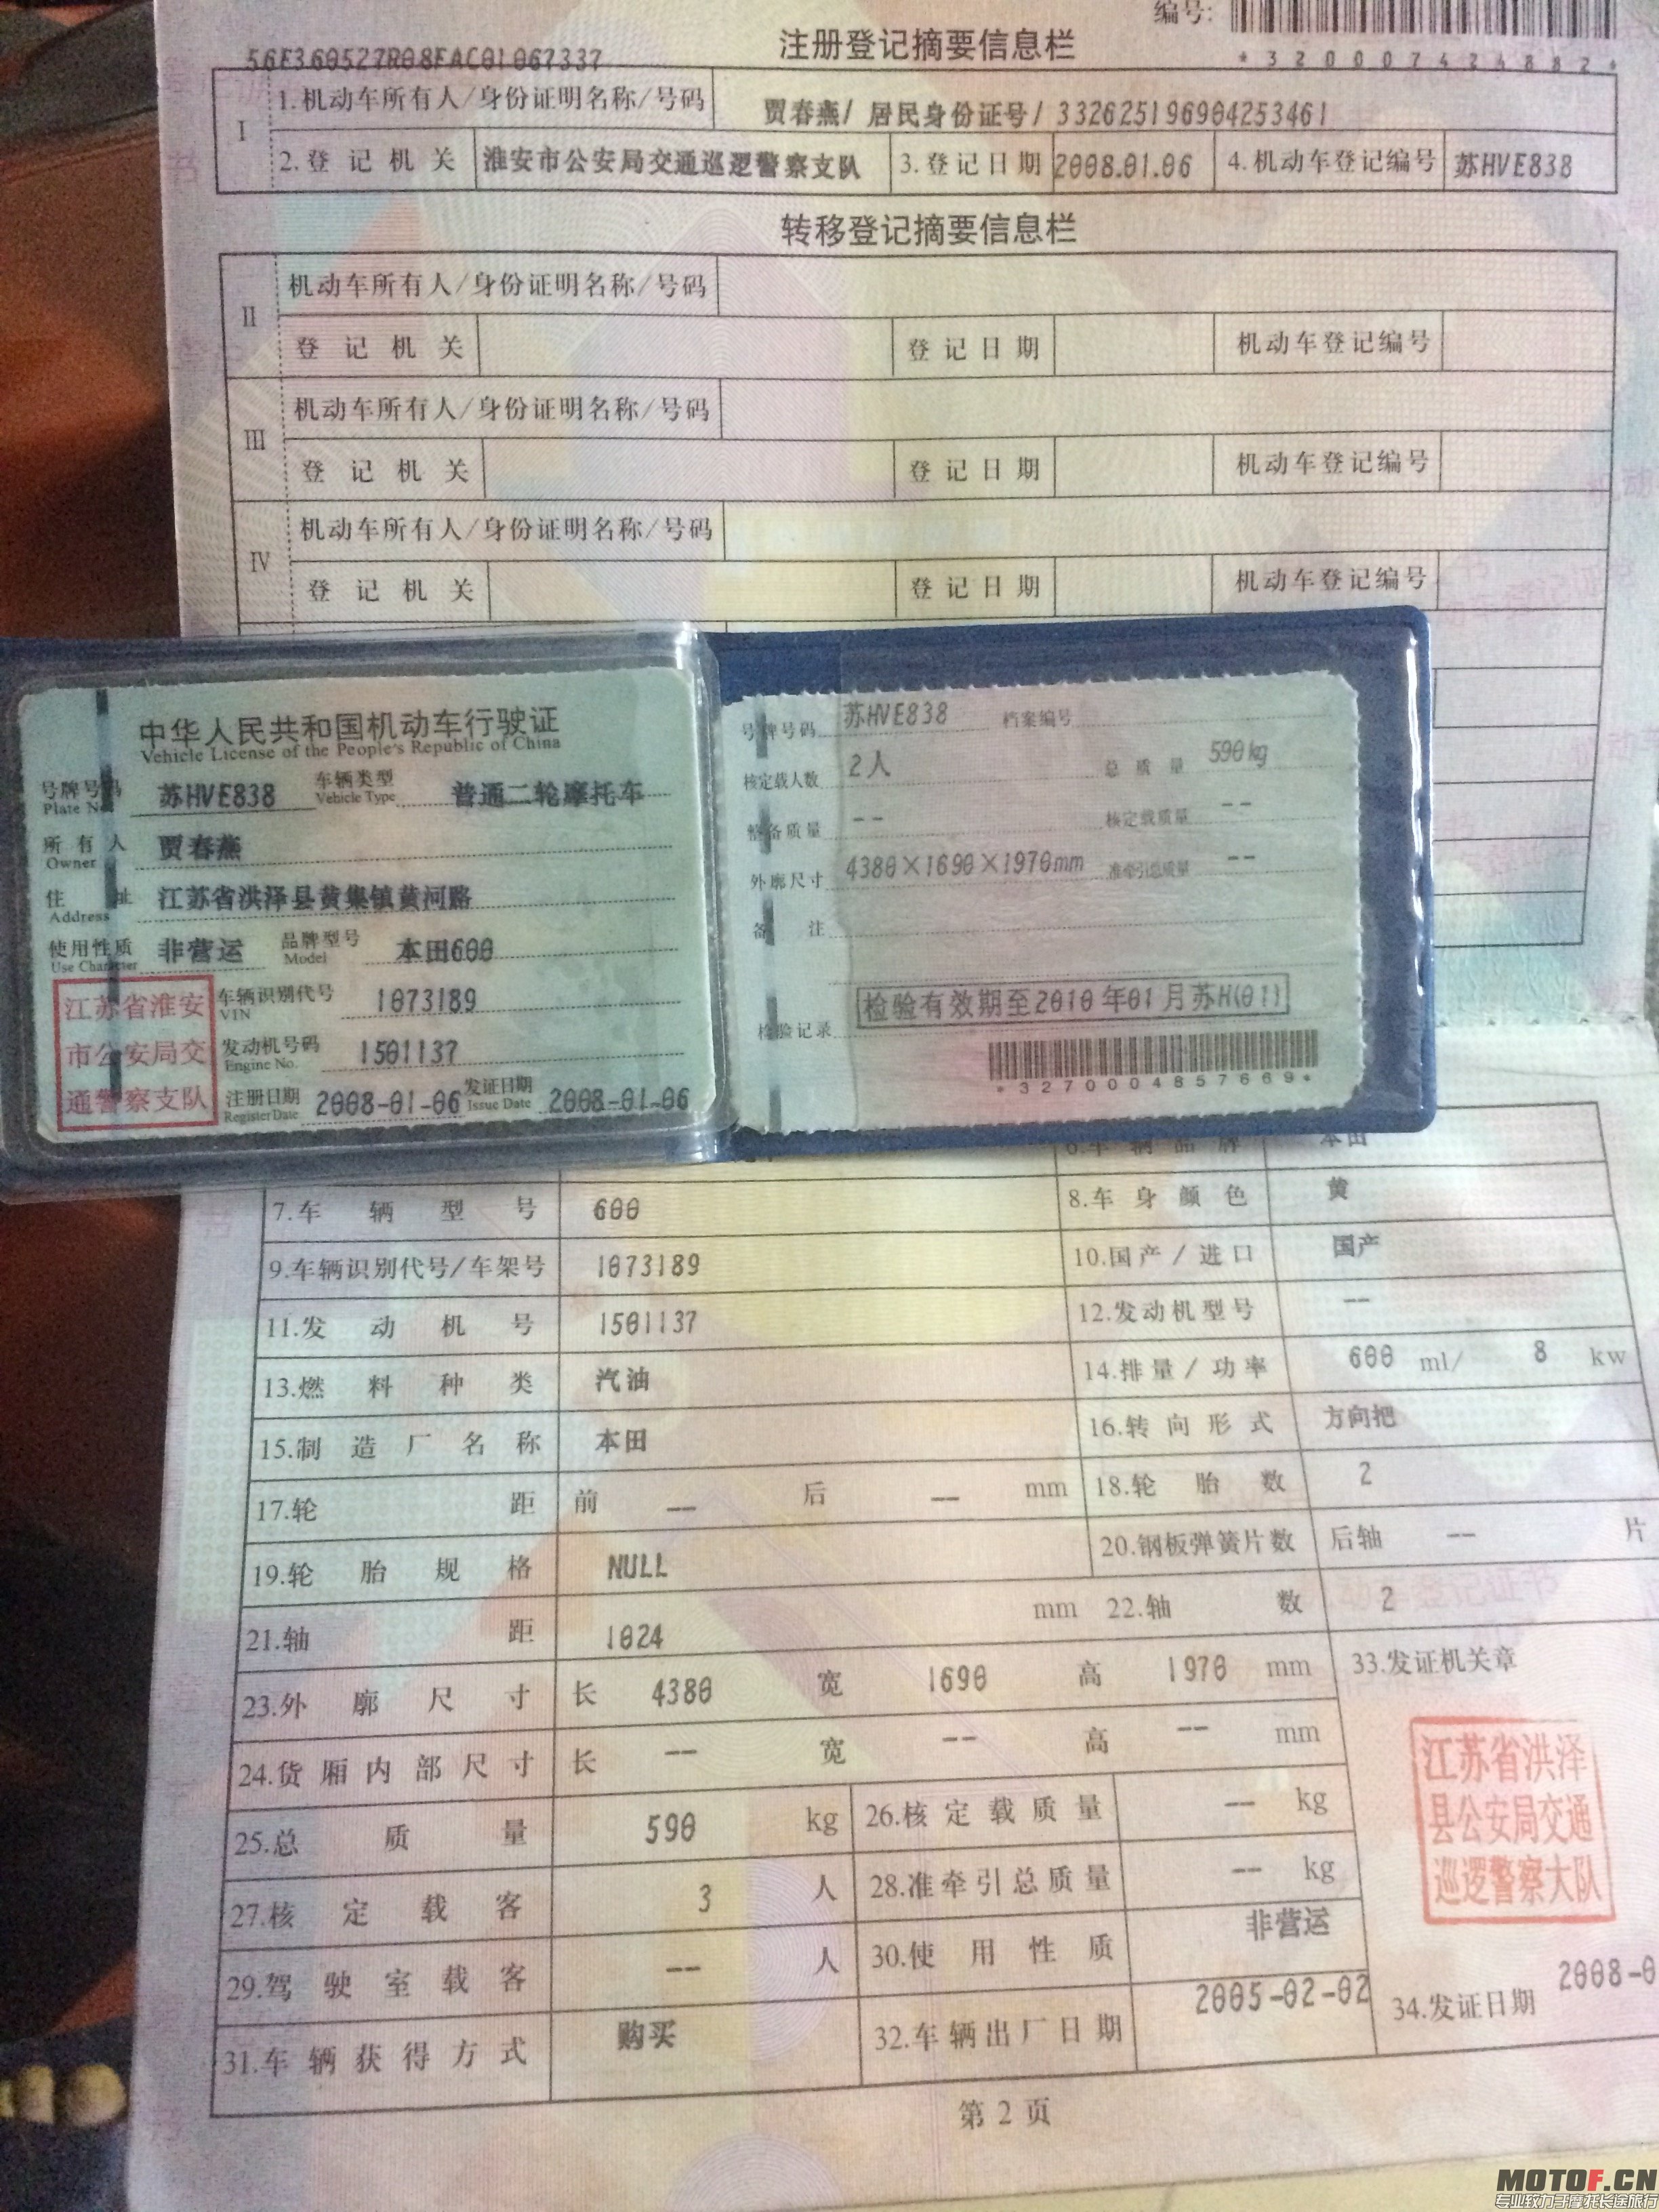 编号:
*320007424882*
56E360527R08FAC01067337
注册登记摘要信息栏
I
1.机动车所有人/身份证明名称/号码 贾春燕/ 居民身份证号/ 332625196904253461
2.登记机关 淮安市公安局交通巡逻警察支队 3.登记日期 2008.01.06 4.机动车登记编号 苏HVE838
转移登记摘要信息栏
II
机动车所有人/身份证明名称/号码
登记机关 登记日期 机动车登记编号
III
机动车所有人/身份证明名称/号码
登记机关 登记日期 机动车登记编号
IV
机动车所有人/身份证明名称/号码
登记机关 登记日期 机动车登记编号
中华人民共和国机动车行驶证
Vehicle License of the People's Republic of China
号牌号码 苏HVE838 车辆类型 普通二轮摩托车
Plate No. Vehicle Type
所有人 贾春燕
Owner
住址 江苏省洪泽县黄集镇黄河路
Address
使用性质 非营运 品牌型号 本田600
Use Character Model
江苏省淮安
市公安局交
通警察支队
车辆识别代号 1073189
VIN
发动机号码 1501137
Engine No.
注册日期 2008-01-06 发证日期 2008-01-06
Register Date Issue Date
号牌号码 苏HVE838 档案编号
核定载人数 2人 总质量 590kg
整备质量 -- 核定载质量 --
外廓尺寸 4380×1690×1970mm 准牵引总质量 --
备注
检验有效期至2010年01月苏H(01)
检验记录
*3270004857669*
6.车辆品牌 本田
7.车辆型号 600 8.车身颜色 黄
9.车辆识别代号/车架号 1073189 10.国产/进口 国产
11.发动机号 1501137 12.发动机型号 --
13.燃料种类 汽油 14.排量/功率 600 ml/ 8 kw
15.制造厂名称 本田 16.转向形式 方向把
17.轮距 前 -- 后 -- mm 18.轮胎数 2
19.轮胎规格 NULL 20.钢板弹簧片数 后轴 -- 片
21.轴距 1024 mm 22.轴数 2
23.外廓尺寸 长 4380 宽 1690 高 1970 mm 33.发证机关章
24.货厢内部尺寸 长 -- 宽 -- 高 -- mm
25.总质量 590 kg 26.核定载质量 -- kg
27.核定载客 3 人 28.准牵引总质量 -- kg
29.驾驶室载客 -- 人 30.使用性质 非营运
31.车辆获得方式 购买 32.车辆出厂日期 2005-02-02 34.发证日期 2008-0
江苏省洪泽
县公安局交通
巡逻警察大队
第2页
MOTOF.CN
专业致力于摩托长途旅行